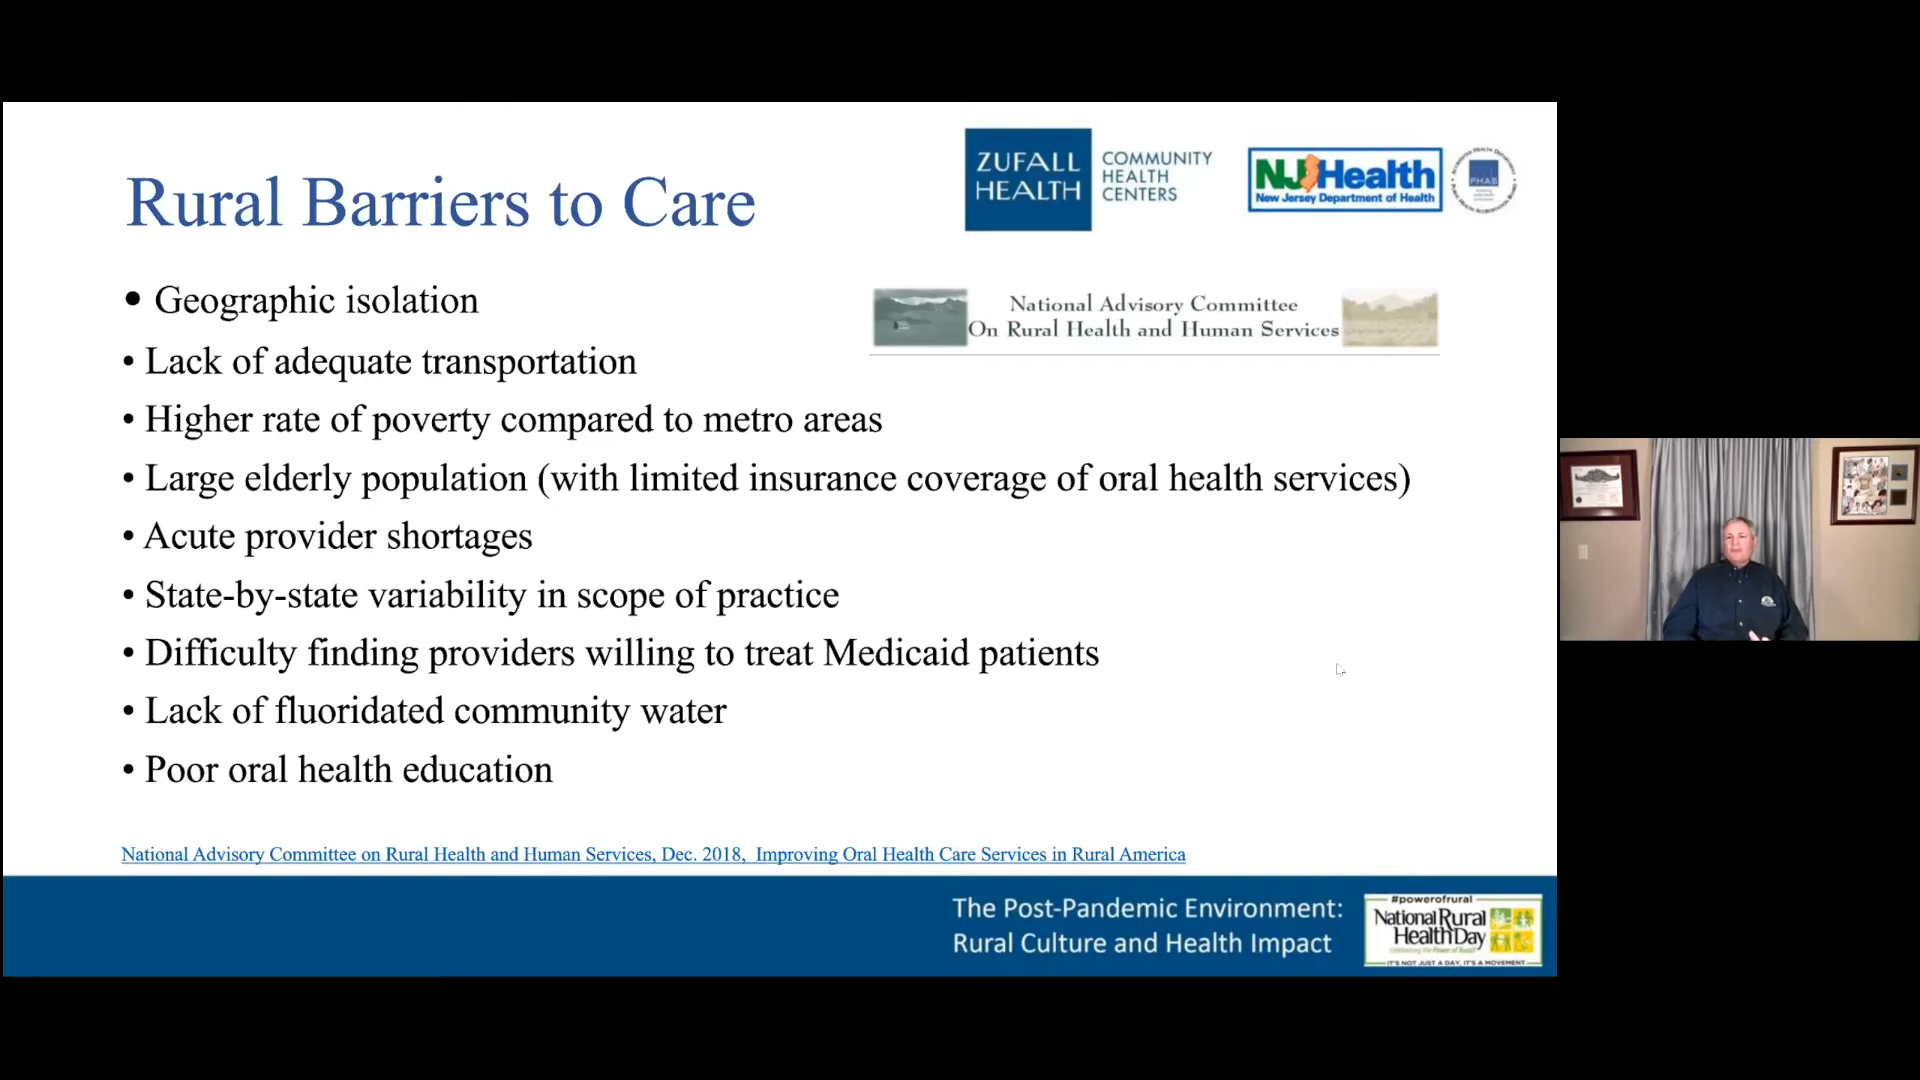 ZUFALL HEALTH
COMMUNITY HEALTH CENTERS
NJHealth
New Jersey Department of Health
PHAB
Rural Barriers to Care
National Advisory Committee
On Rural Health and Human Services
• Geographic isolation
• Lack of adequate transportation
• Higher rate of poverty compared to metro areas
• Large elderly population (with limited insurance coverage of oral health services)
• Acute provider shortages
• State-by-state variability in scope of practice
• Difficulty finding providers willing to treat Medicaid patients
• Lack of fluoridated community water
• Poor oral health education
National Advisory Committee on Rural Health and Human Services, Dec. 2018, Improving Oral Health Care Services in Rural America
The Post-Pandemic Environment:
Rural Culture and Health Impact
#powerofrural
National Rural
Health Day
IT'S NOT JUST A DAY, IT'S A MOVEMENT